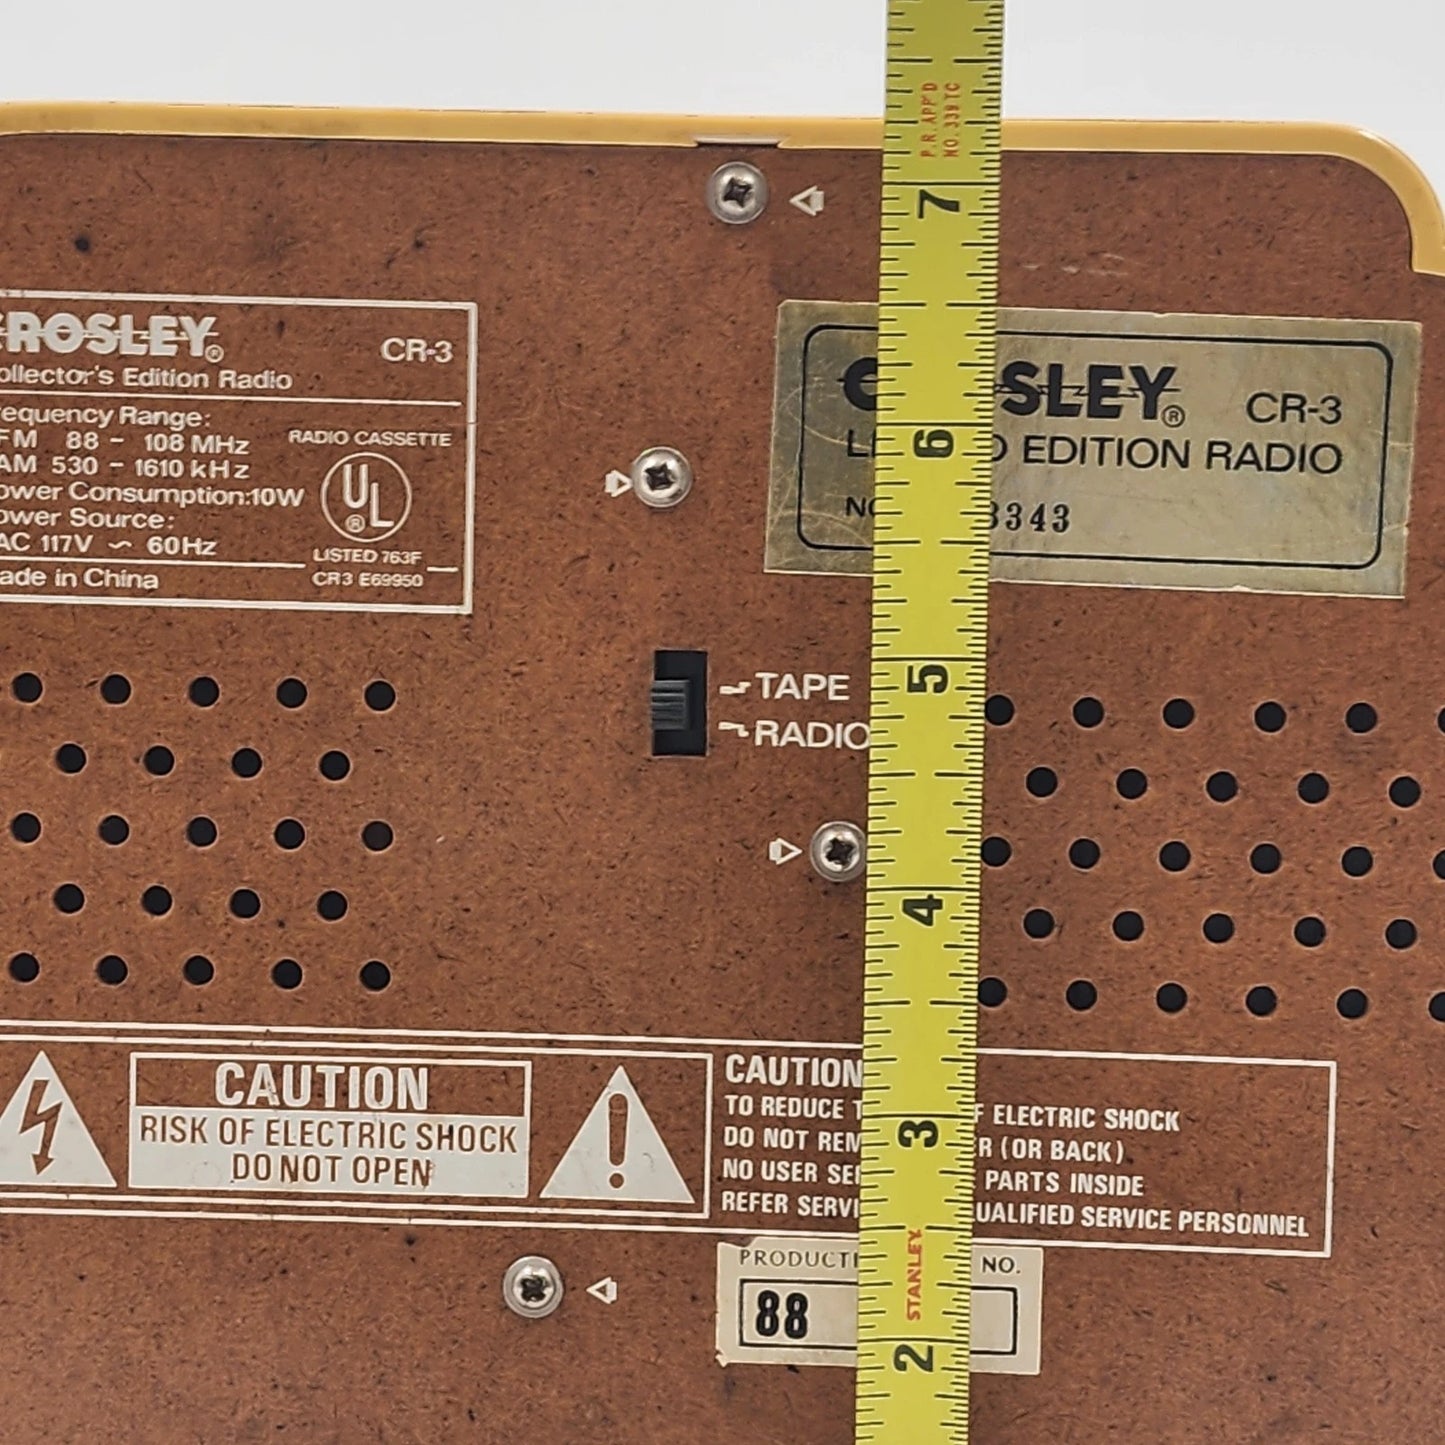 P.R. APP'D
NO. 339 TC
7
CROSLEY®
CR-3
ollector's Edition Radio
requency Range:
FM 88 - 108 MHz
AM 530 - 1610 kHz
ower Consumption:10W
ower Source:
AC 117V ~ 60Hz
ade in China
RADIO CASSETTE
UL®
LISTED 763F
CR3 E69950
C SLEY® CR-3
L D EDITION RADIO
NO 3343
6
TAPE
RADIO
5
4
CAUTION
RISK OF ELECTRIC SHOCK
DO NOT OPEN
!
CAUTION
TO REDUCE T F ELECTRIC SHOCK
DO NOT REM R (OR BACK)
NO USER SE PARTS INSIDE
REFER SERVI UALIFIED SERVICE PERSONNEL
3
STANLEY
PRODUCTI NO.
88
2